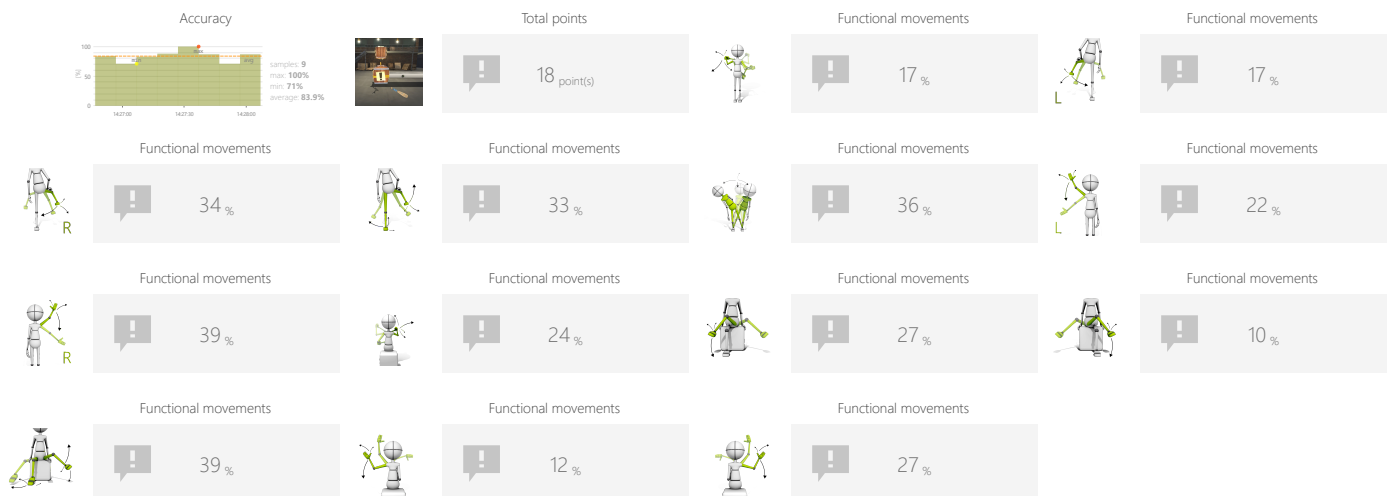 Accuracy
100
50
0
[%]
min
max
avg
14:27:00
14:27:30
14:28:00
samples: 9
max: 100%
min: 71%
average: 83.9%
Total points
18 point(s)
Functional movements
17 %
Functional movements
L
17 %
Functional movements
R
34 %
Functional movements
33 %
Functional movements
36 %
Functional movements
L
22 %
Functional movements
R
39 %
Functional movements
24 %
Functional movements
27 %
Functional movements
10 %
Functional movements
39 %
Functional movements
12 %
Functional movements
27 %